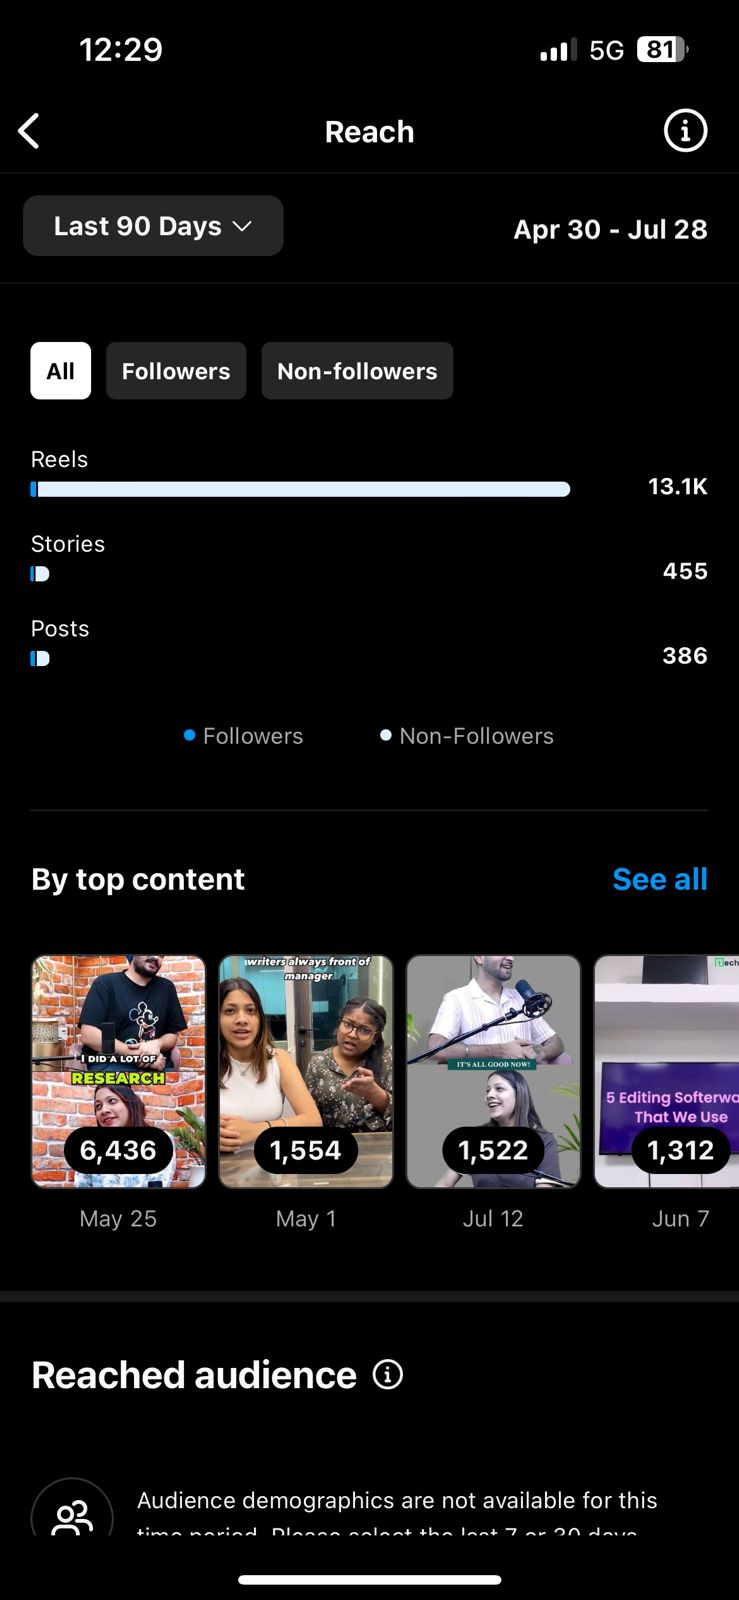 12:29
5G
81
Reach
Last 90 Days
Apr 30 - Jul 28
All
Followers
Non-followers
Reels
13.1K
Stories
455
Posts
386
Followers
Non-Followers
By top content
See all
writers always front of
manager
I DID A LOT OF
RESEARCH
IT'S ALL GOOD NOW!
5 Editing Softerwa
That We Use
6,436
1,554
1,522
1,312
May 25
May 1
Jul 12
Jun 7
Reached audience
Audience demographics are not available for this
time period. Please select the last 7 or 30 days